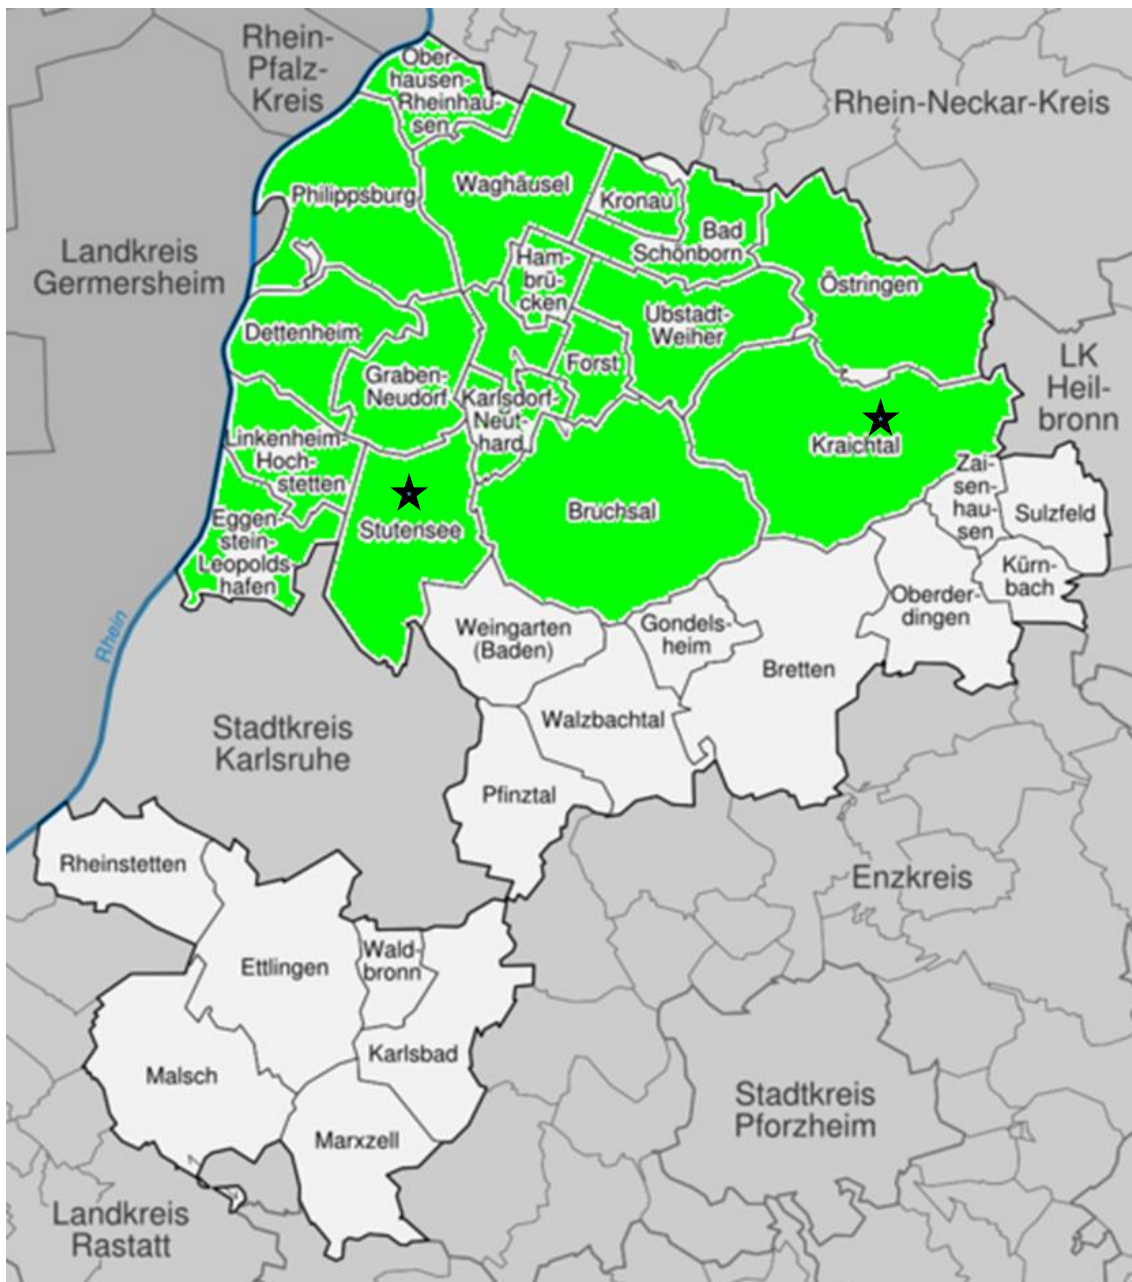 Rhein-
Pfalz-
Kreis
Ober-
hausen-
Rheinhau-
sen
Rhein-Neckar-Kreis
Philippsburg
Waghäusel
Kronau
Bad
Schönborn
Landkreis
Germersheim
Ham-
brü-
cken
Östringen
Ubstadt-
Weiher
Dettenheim
Forst
LK
Heil-
bronn
Graben-
Neudorf
Karlsdorf-
Neut-
hard
Linkenheim-
Hoch-
stetten
Kraichtal
Zai-
sen-
hau-
sen
Sulzfeld
Bruchsal
Stutensee
Eggen-
stein-
Leopolds-
hafen
Kürn-
bach
Oberder-
dingen
Rhein
Weingarten
(Baden)
Gondels-
heim
Bretten
Stadtkreis
Karlsruhe
Walzbachtal
Pfinztal
Rheinstetten
Enzkreis
Ettlingen
Wald-
bronn
Karlsbad
Malsch
Stadtkreis
Pforzheim
Marxzell
Landkreis
Rastatt